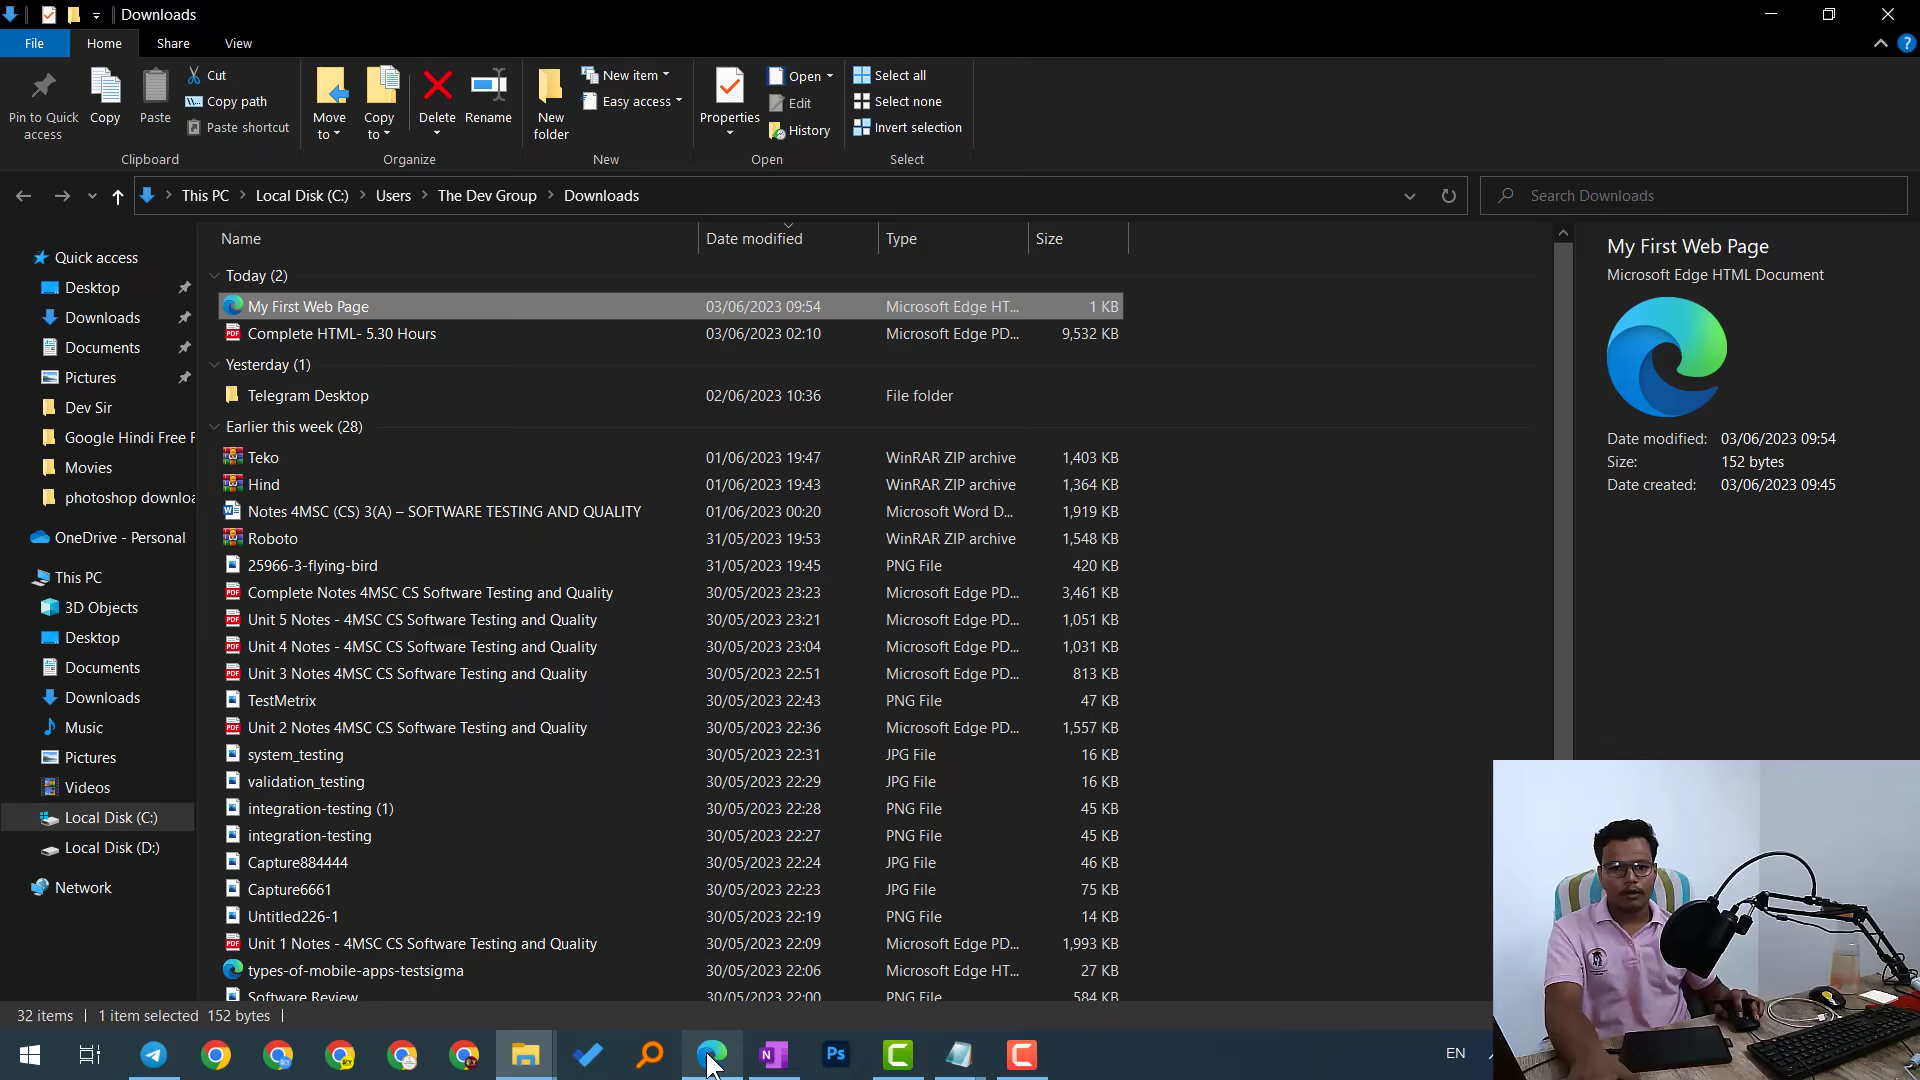 Downloads
File
Home
Share
View
Pin to Quick access
Copy
Paste
Cut
Copy path
Paste shortcut
Clipboard
Move to
Copy to
Delete
Rename
Organize
New folder
New item
Easy access
New
Properties
Open
Edit
History
Open
Select all
Select none
Invert selection
Select
This PC
Local Disk (C:)
Users
The Dev Group
Downloads
Search Downloads
Quick access
Desktop
Downloads
Documents
Pictures
Dev Sir
Google Hindi Free F
Movies
photoshop downloa
OneDrive - Personal
This PC
3D Objects
Desktop
Documents
Downloads
Music
Pictures
Videos
Local Disk (C:)
Local Disk (D:)
Network
Name Date modified Type Size
Today (2)
My First Web Page 03/06/2023 09:54 Microsoft Edge HT... 1 KB
Complete HTML- 5.30 Hours 03/06/2023 02:10 Microsoft Edge PD... 9,532 KB
Yesterday (1)
Telegram Desktop 02/06/2023 10:36 File folder
Earlier this week (28)
Teko 01/06/2023 19:47 WinRAR ZIP archive 1,403 KB
Hind 01/06/2023 19:43 WinRAR ZIP archive 1,364 KB
Notes 4MSC (CS) 3(A) – SOFTWARE TESTING AND QUALITY 01/06/2023 00:20 Microsoft Word D... 1,919 KB
Roboto 31/05/2023 19:53 WinRAR ZIP archive 1,548 KB
25966-3-flying-bird 31/05/2023 19:45 PNG File 420 KB
Complete Notes 4MSC CS Software Testing and Quality 30/05/2023 23:23 Microsoft Edge PD... 3,461 KB
Unit 5 Notes - 4MSC CS Software Testing and Quality 30/05/2023 23:21 Microsoft Edge PD... 1,051 KB
Unit 4 Notes - 4MSC CS Software Testing and Quality 30/05/2023 23:04 Microsoft Edge PD... 1,031 KB
Unit 3 Notes 4MSC CS Software Testing and Quality 30/05/2023 22:51 Microsoft Edge PD... 813 KB
TestMetrix 30/05/2023 22:43 PNG File 47 KB
Unit 2 Notes 4MSC CS Software Testing and Quality 30/05/2023 22:36 Microsoft Edge PD... 1,557 KB
system_testing 30/05/2023 22:31 JPG File 16 KB
validation_testing 30/05/2023 22:29 JPG File 16 KB
integration-testing (1) 30/05/2023 22:28 PNG File 45 KB
integration-testing 30/05/2023 22:27 PNG File 45 KB
Capture884444 30/05/2023 22:24 JPG File 46 KB
Capture6661 30/05/2023 22:23 JPG File 75 KB
Untitled226-1 30/05/2023 22:19 PNG File 14 KB
Unit 1 Notes - 4MSC CS Software Testing and Quality 30/05/2023 22:09 Microsoft Edge PD... 1,993 KB
types-of-mobile-apps-testsigma 30/05/2023 22:06 Microsoft Edge HT... 27 KB
Software Review 30/05/2023 22:00 PNG File 584 KB
My First Web Page
Microsoft Edge HTML Document
Date modified: 03/06/2023 09:54
Size: 152 bytes
Date created: 03/06/2023 09:45
32 items 1 item selected 152 bytes
N
Ps
EN